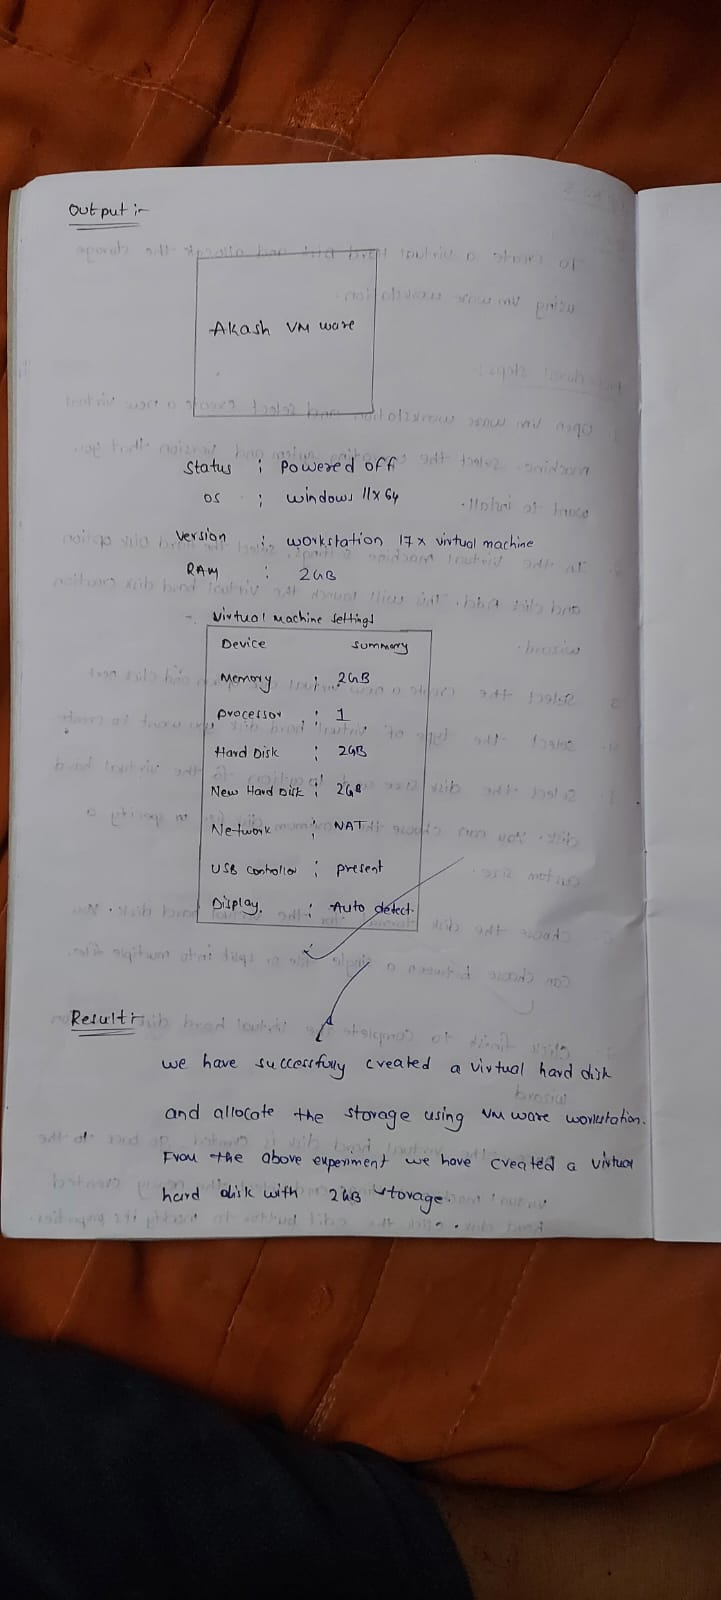 Output :-
Akash VM ware
Status : Powered off
OS : windows 11x64
Version : workstation 17x virtual machine
RAM : 2GB
Virtual machine settings
Device Summary
Memory : 2GB
processor : 1
Hard Disk : 2GB
New Hard Disk : 2GB
Network : NAT
USB Controller : present
Display. : Auto detect.
Result :-
we have successfully created a virtual hard disk
and allocate the storage using VM ware workstation.
From the above experiment we have created a virtual
hard disk with 2GB storage.